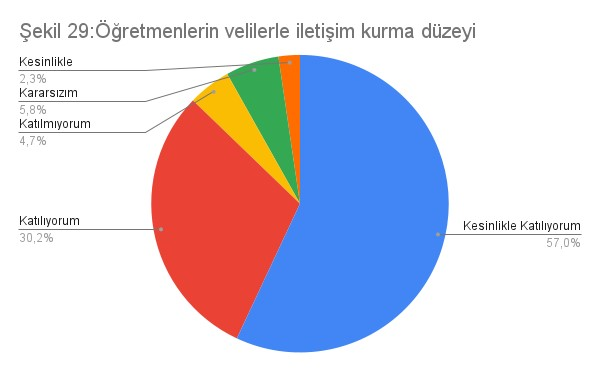 Şekil 29:Öğretmenlerin velilerle iletişim kurma düzeyi
Kesinlikle
2,3%
Kararsızım
5,8%
Katılmıyorum
4,7%
Katılıyorum
30,2%
Kesinlikle Katılıyorum
57,0%